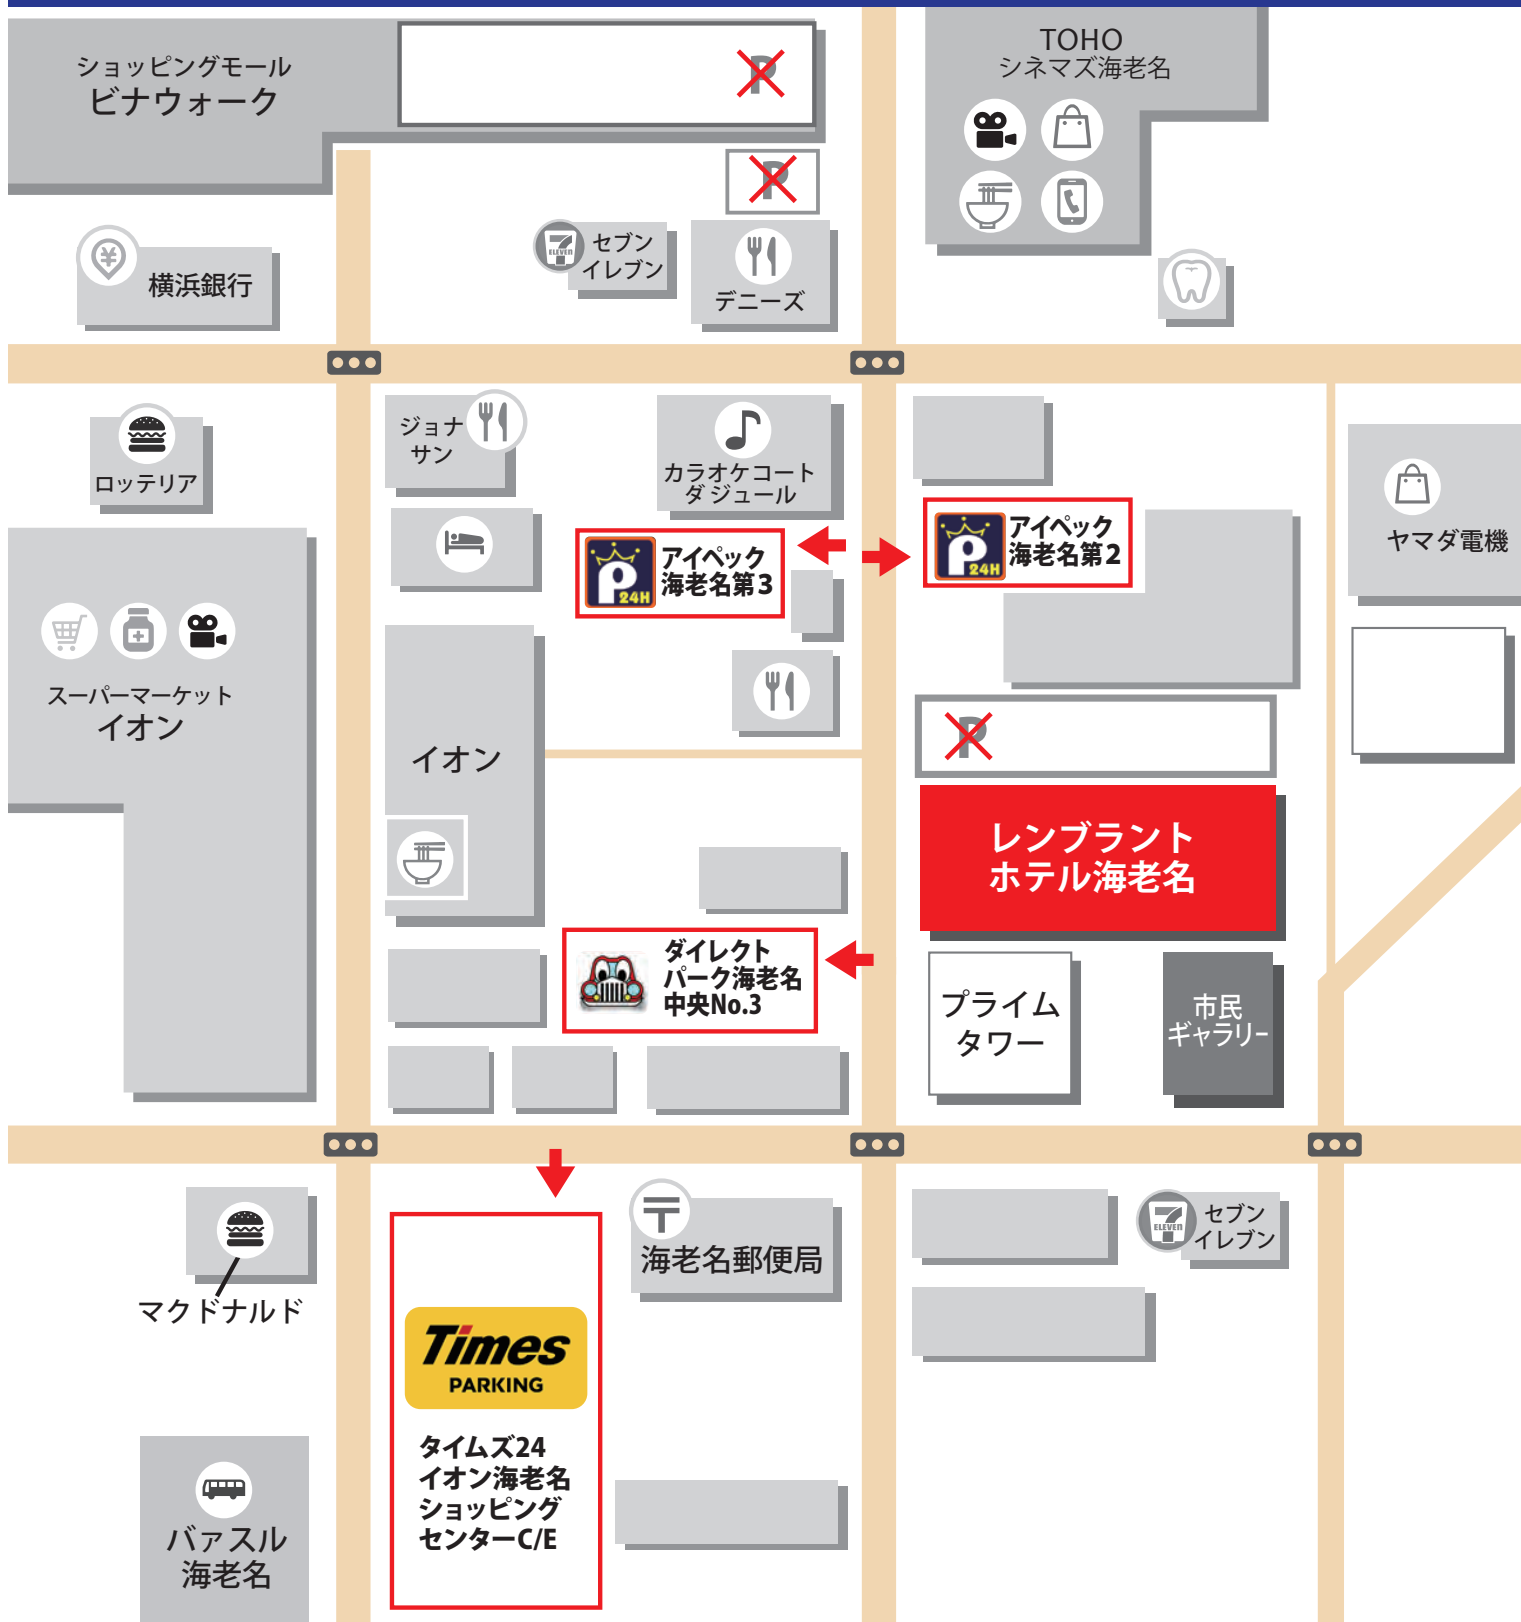 ショッピングモール
ビナウォーク
P
TOHO
シネマズ海老名
P
横浜銀行
7
ELEVEN
セブン
イレブン
デニーズ
ロッテリア
ジョナ
サン
カラオケコート
ダジュール
P
24H
アイペック
海老名第3
P
24H
アイペック
海老名第2
ヤマダ電機
スーパーマーケット
イオン
イオン
P
レンブラント
ホテル海老名
ダイレクト
パーク海老名
中央No.3
プライム
タワー
市民
ギャラリー
マクドナルド
海老名郵便局
7
ELEVEN
セブン
イレブン
Times
PARKING
タイムズ24
イオン海老名
ショッピング
センターC/E
バァスル
海老名